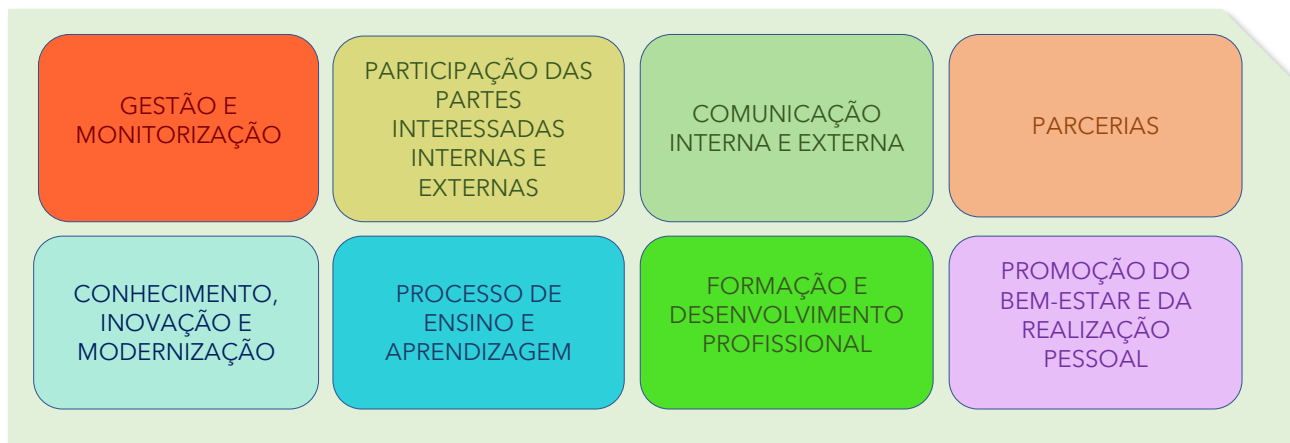 GESTÃO E
MONITORIZAÇÃO
PARTICIPAÇÃO DAS
PARTES
INTERESSADAS
INTERNAS E
EXTERNAS
COMUNICAÇÃO
INTERNA E EXTERNA
PARCERIAS
CONHECIMENTO,
INOVAÇÃO E
MODERNIZAÇÃO
PROCESSO DE
ENSINO E
APRENDIZAGEM
FORMAÇÃO E
DESENVOLVIMENTO
PROFISSIONAL
PROMOÇÃO DO
BEM-ESTAR E DA
REALIZAÇÃO
PESSOAL